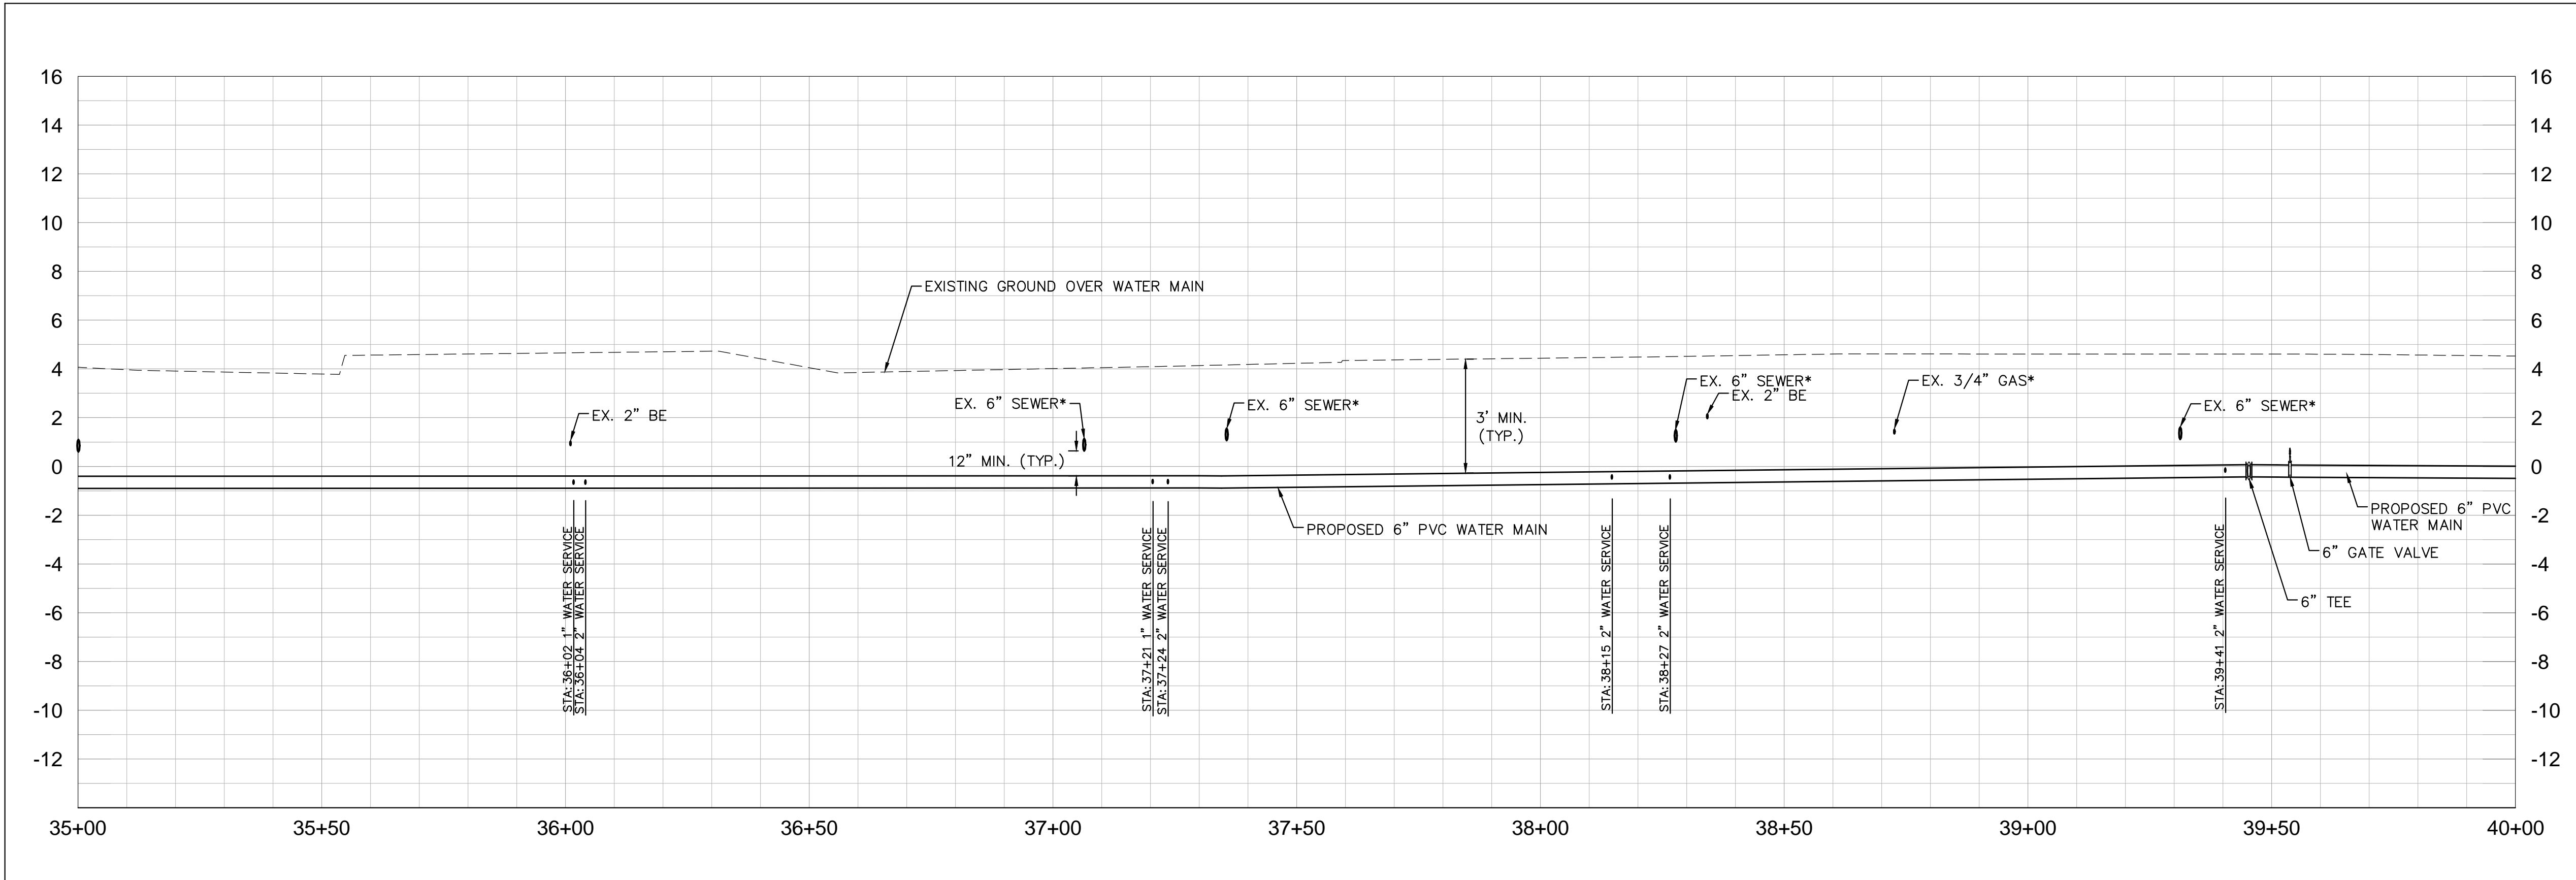 16
14
12
10
8
6
4
2
0
-2
-4
-6
-8
-10
-12
16
14
12
10
8
6
4
2
0
-2
-4
-6
-8
-10
-12
EXISTING GROUND OVER WATER MAIN
EX. 2" BE
EX. 6" SEWER*
12" MIN. (TYP.)
EX. 6" SEWER*
3' MIN.
(TYP.)
EX. 6" SEWER*
EX. 2" BE
EX. 3/4" GAS*
EX. 6" SEWER*
PROPOSED 6" PVC WATER MAIN
PROPOSED 6" PVC
WATER MAIN
6" GATE VALVE
6" TEE
STA:36+02 1" WATER SERVICE
STA:36+04 2" WATER SERVICE
STA:37+21 1" WATER SERVICE
STA:37+24 2" WATER SERVICE
STA:38+15 2" WATER SERVICE
STA:38+27 2" WATER SERVICE
STA:39+41 2" WATER SERVICE
35+00 35+50 36+00 36+50 37+00 37+50 38+00 38+50 39+00 39+50 40+00